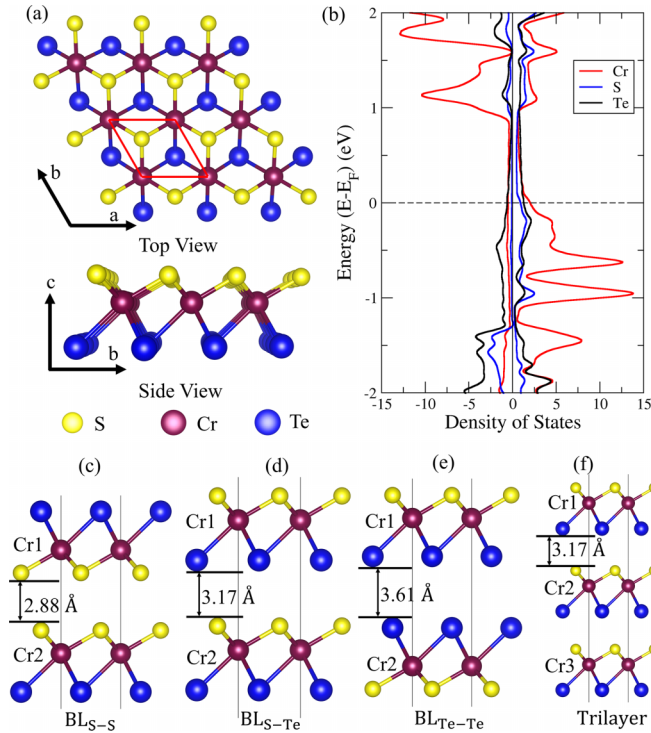 (a)
b
a
Top View
c
b
Side View
S
Cr
Te
(b)
2
1
0
-1
-2
Energy (E-E_F) (eV)
Cr
S
Te
-15 -10 -5 0 5 10 15
Density of States
(c)
Cr1
2.88 Å
Cr2
BL_S−S
(d)
Cr1
3.17 Å
Cr2
BL_S−Te
(e)
Cr1
3.61 Å
Cr2
BL_Te−Te
(f)
Cr1
3.17 Å
Cr2
Cr3
Trilayer